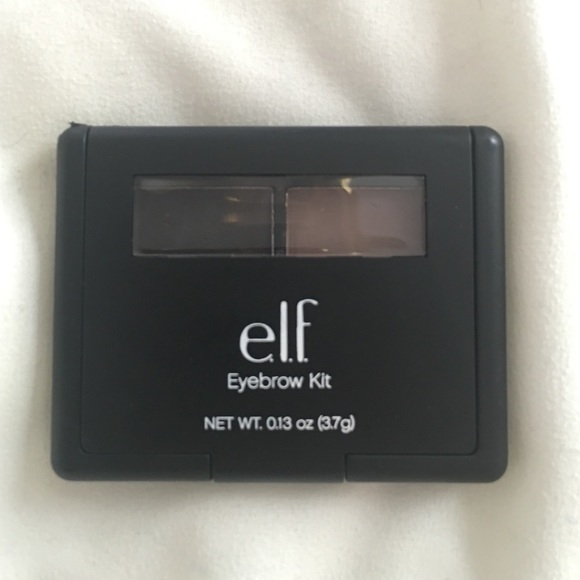 e.l.f.
Eyebrow Kit
NET WT. 0.13 oz (3.7g)